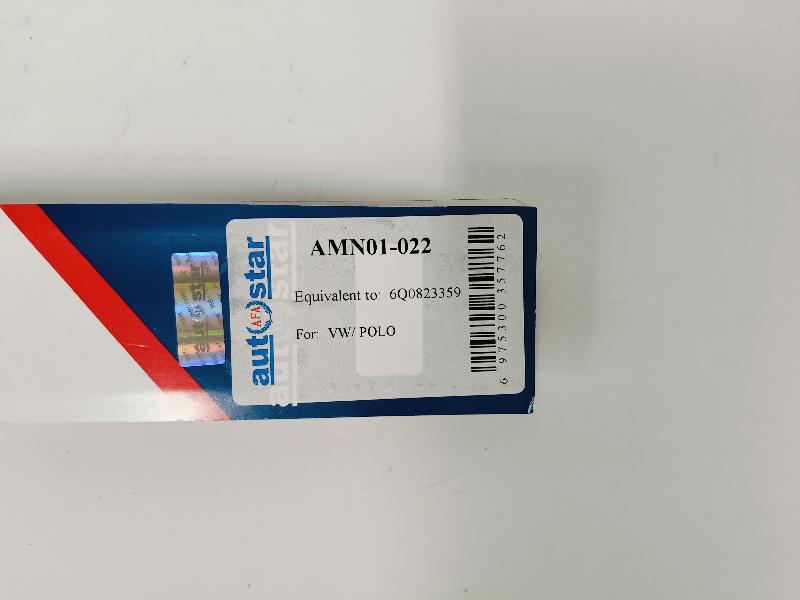 AMN01-022
Equivalent to: 6Q0823359
For: VW/ POLO
autostar
AFA
6 975300 357762